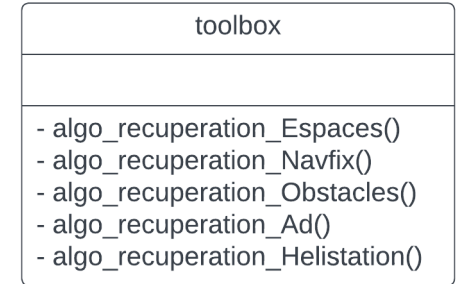 toolbox
- algo_recuperation_Espaces()
- algo_recuperation_Navfix()
- algo_recuperation_Obstacles()
- algo_recuperation_Ad()
- algo_recuperation_Helistation()